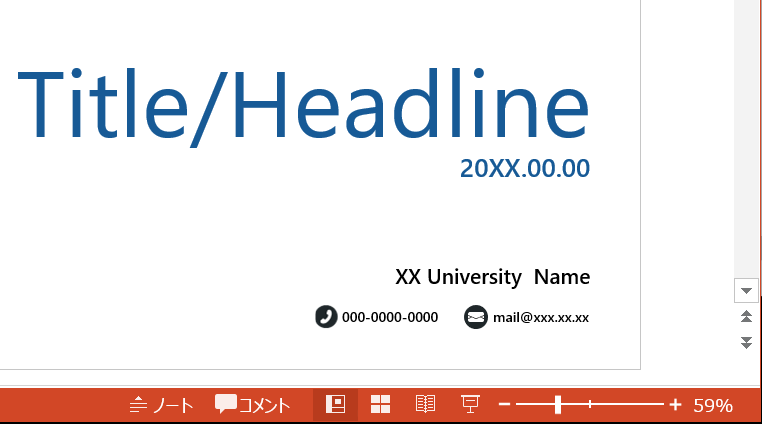 Title/Headline
20XX.00.00
XX University  Name
000-0000-0000 mail@xxx.xx.xx
ノート コメント 59%